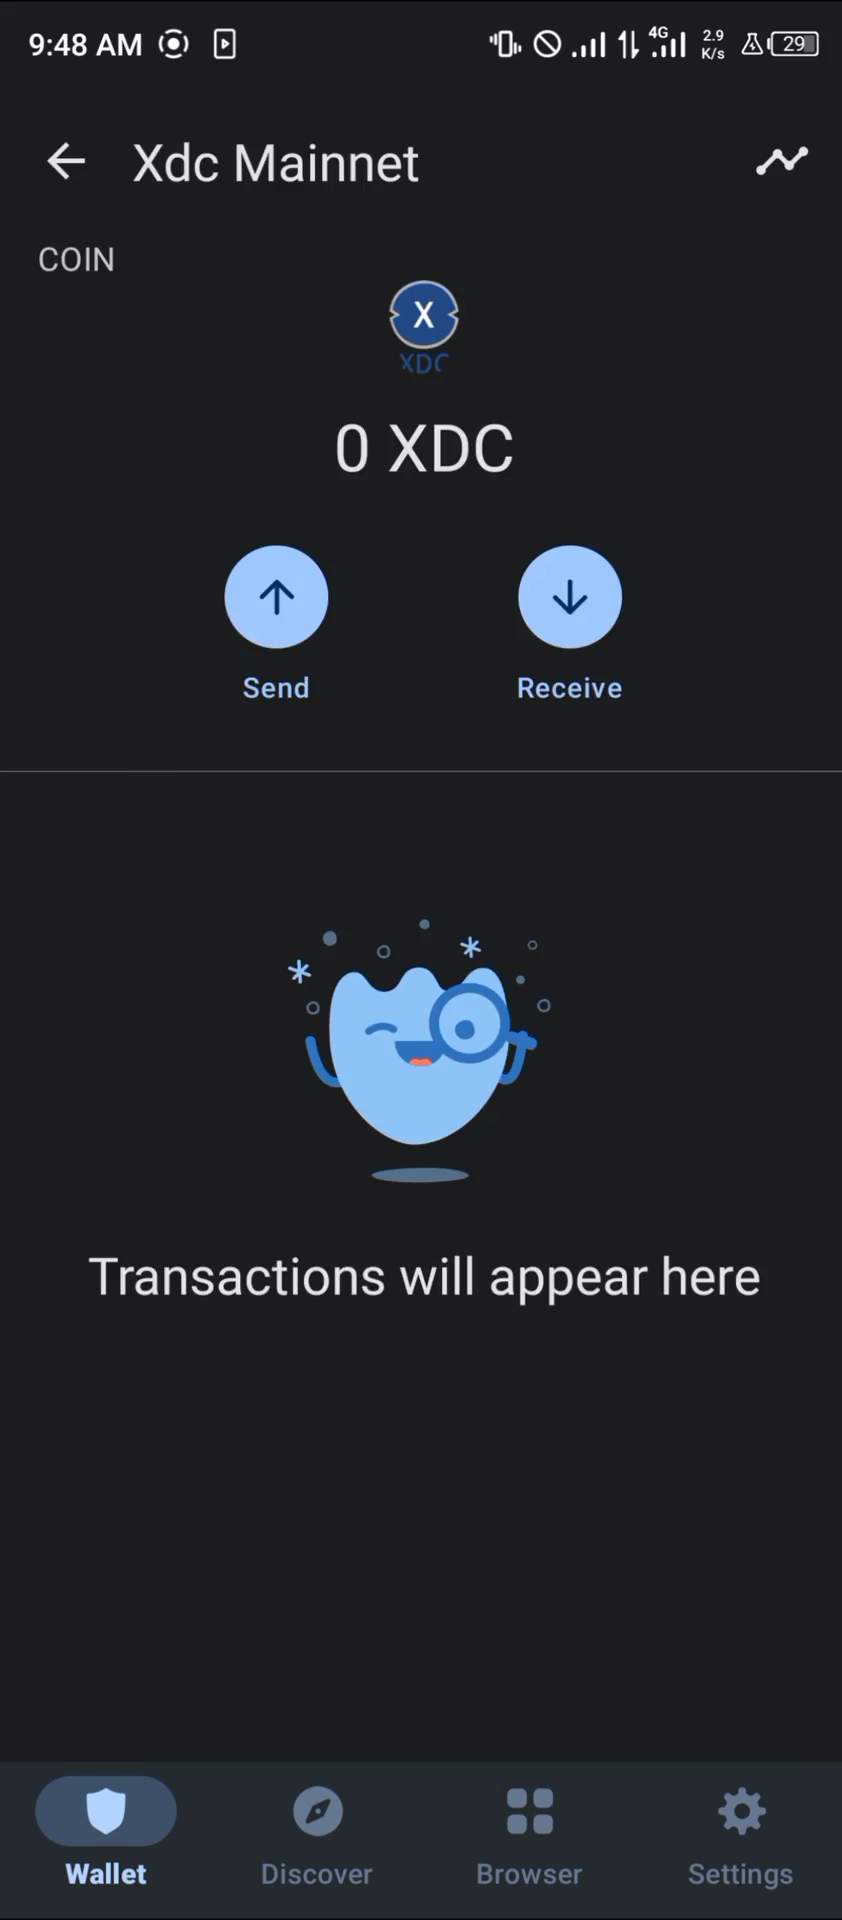 9:48 AM
4G
2.9
K/s
29
Xdc Mainnet
COIN
X
XDC
0 XDC
Send
Receive
Transactions will appear here
Wallet
Discover
Browser
Settings